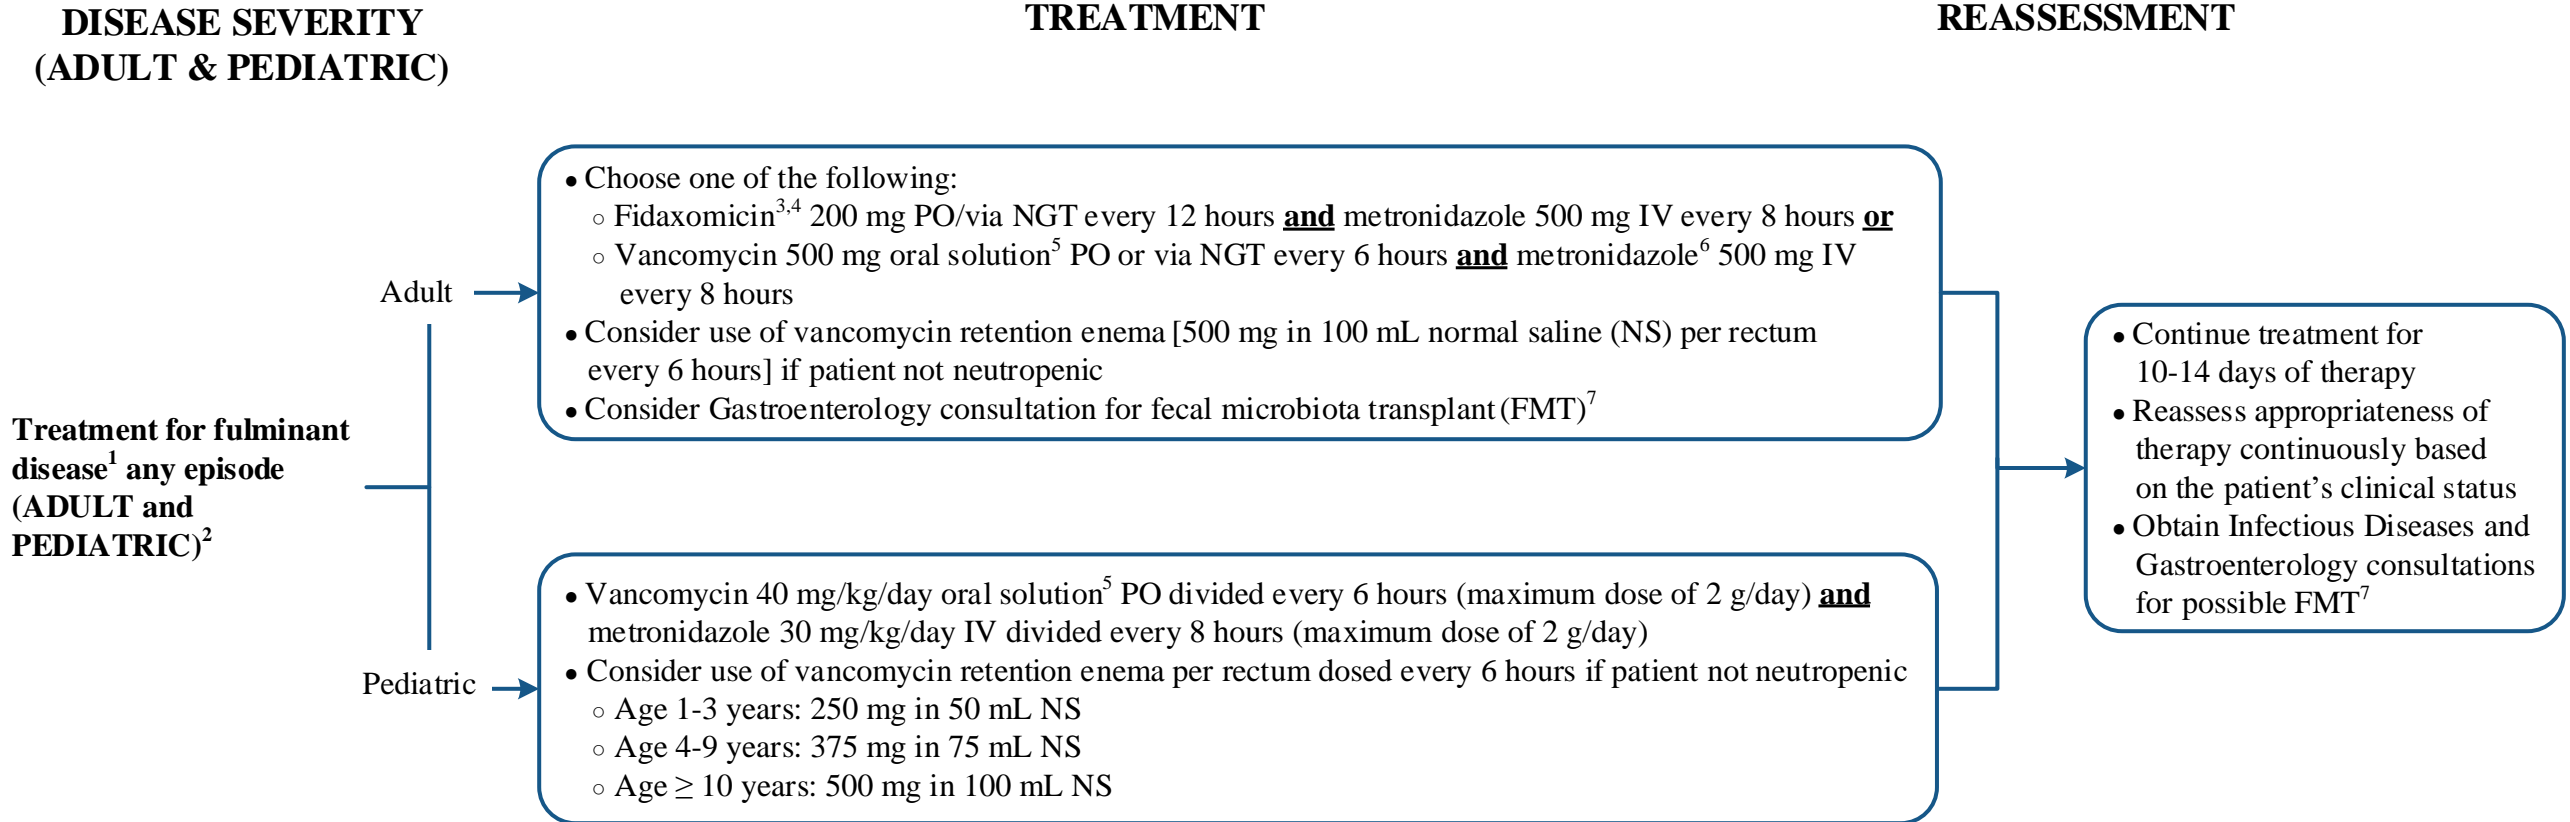 DISEASE SEVERITY
(ADULT & PEDIATRIC)
TREATMENT
REASSESSMENT
Treatment for fulminant
disease1 any episode
(ADULT and
PEDIATRIC)2
Adult
• Choose one of the following:
○ Fidaxomicin3,4 200 mg PO/via NGT every 12 hours and metronidazole 500 mg IV every 8 hours or
○ Vancomycin 500 mg oral solution5 PO or via NGT every 6 hours and metronidazole6 500 mg IV
every 8 hours
• Consider use of vancomycin retention enema [500 mg in 100 mL normal saline (NS) per rectum
every 6 hours] if patient not neutropenic
• Consider Gastroenterology consultation for fecal microbiota transplant (FMT)7
Pediatric
• Vancomycin 40 mg/kg/day oral solution5 PO divided every 6 hours (maximum dose of 2 g/day) and
metronidazole 30 mg/kg/day IV divided every 8 hours (maximum dose of 2 g/day)
• Consider use of vancomycin retention enema per rectum dosed every 6 hours if patient not neutropenic
○ Age 1-3 years: 250 mg in 50 mL NS
○ Age 4-9 years: 375 mg in 75 mL NS
○ Age ≥ 10 years: 500 mg in 100 mL NS
• Continue treatment for
10-14 days of therapy
• Reassess appropriateness of
therapy continuously based
on the patient's clinical status
• Obtain Infectious Diseases and
Gastroenterology consultations
for possible FMT7